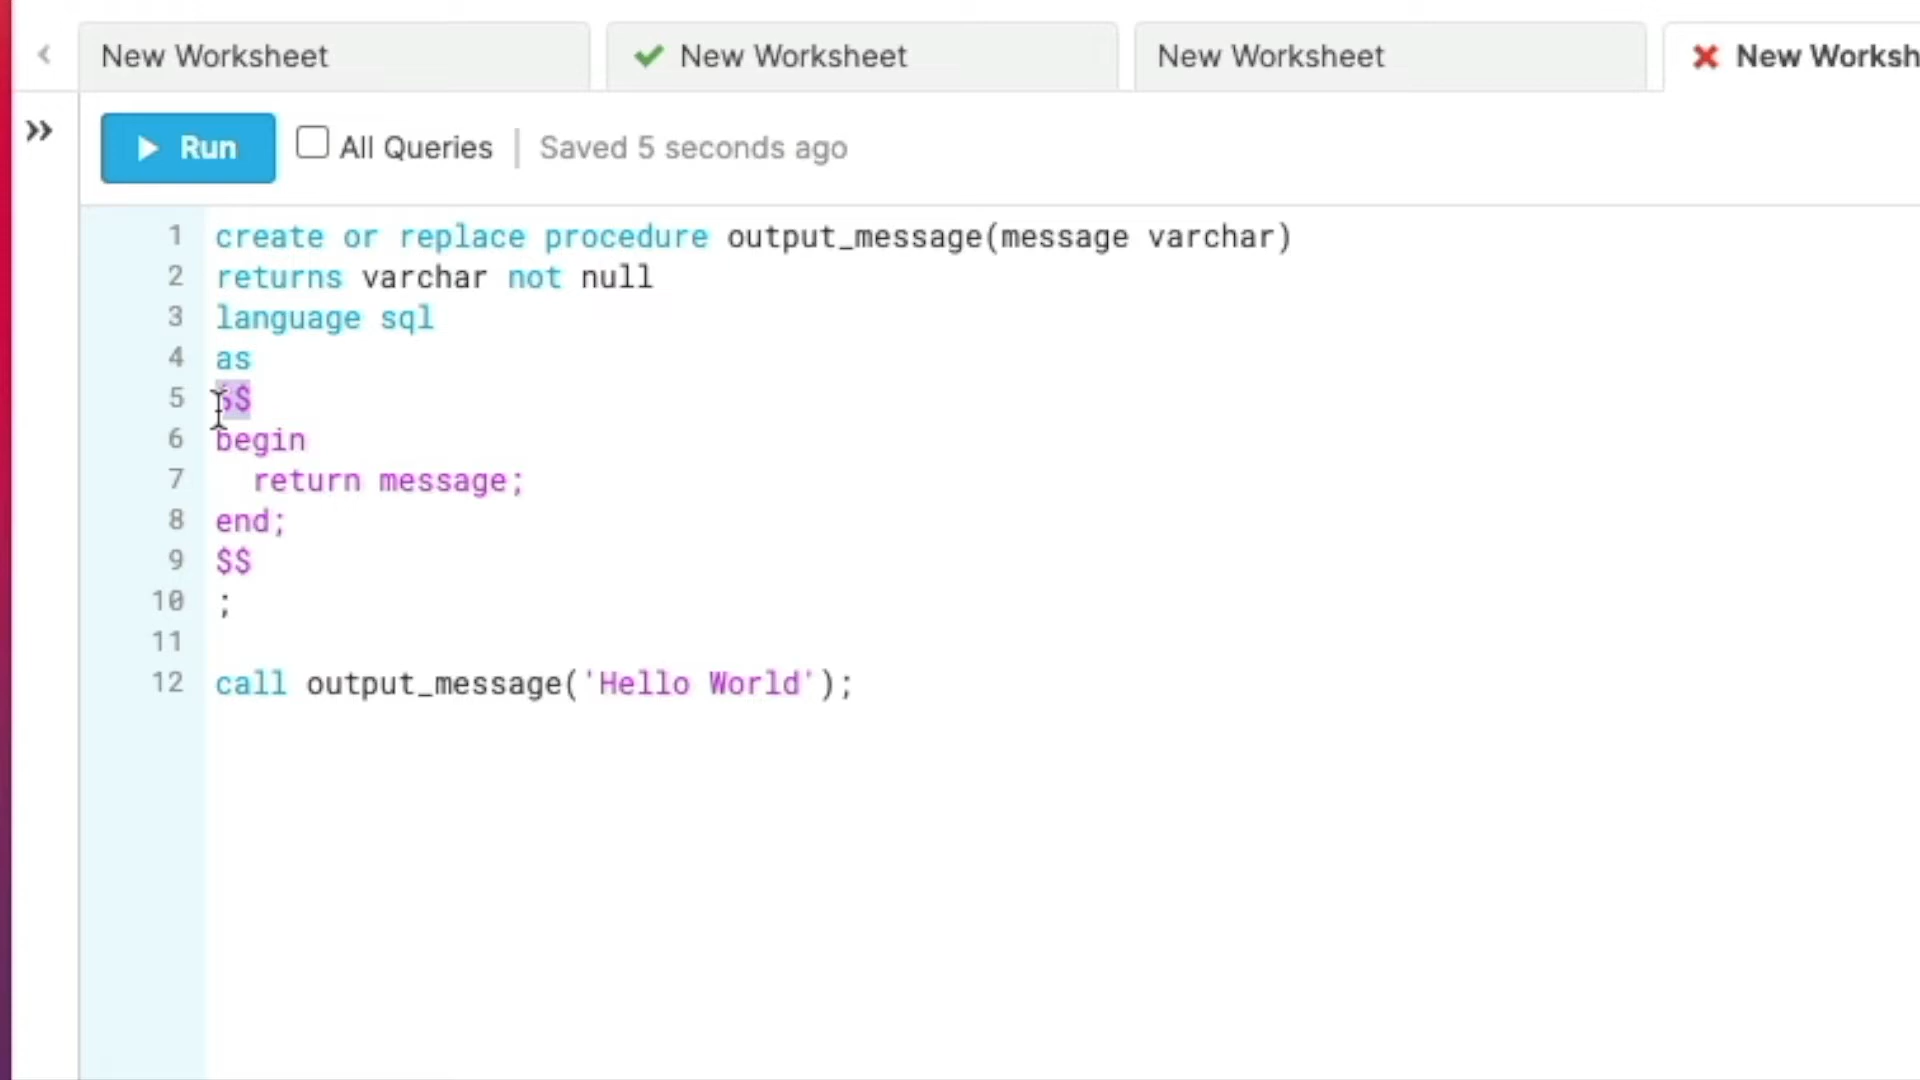 New Worksheet
New Worksheet
New Worksheet
New Worksh
Run
All Queries
Saved 5 seconds ago
1 create or replace procedure output_message(message varchar)
2 returns varchar not null
3 language sql
4 as
5 $$
6 begin
7 return message;
8 end;
9 $$
10 ;
11
12 call output_message('Hello World');